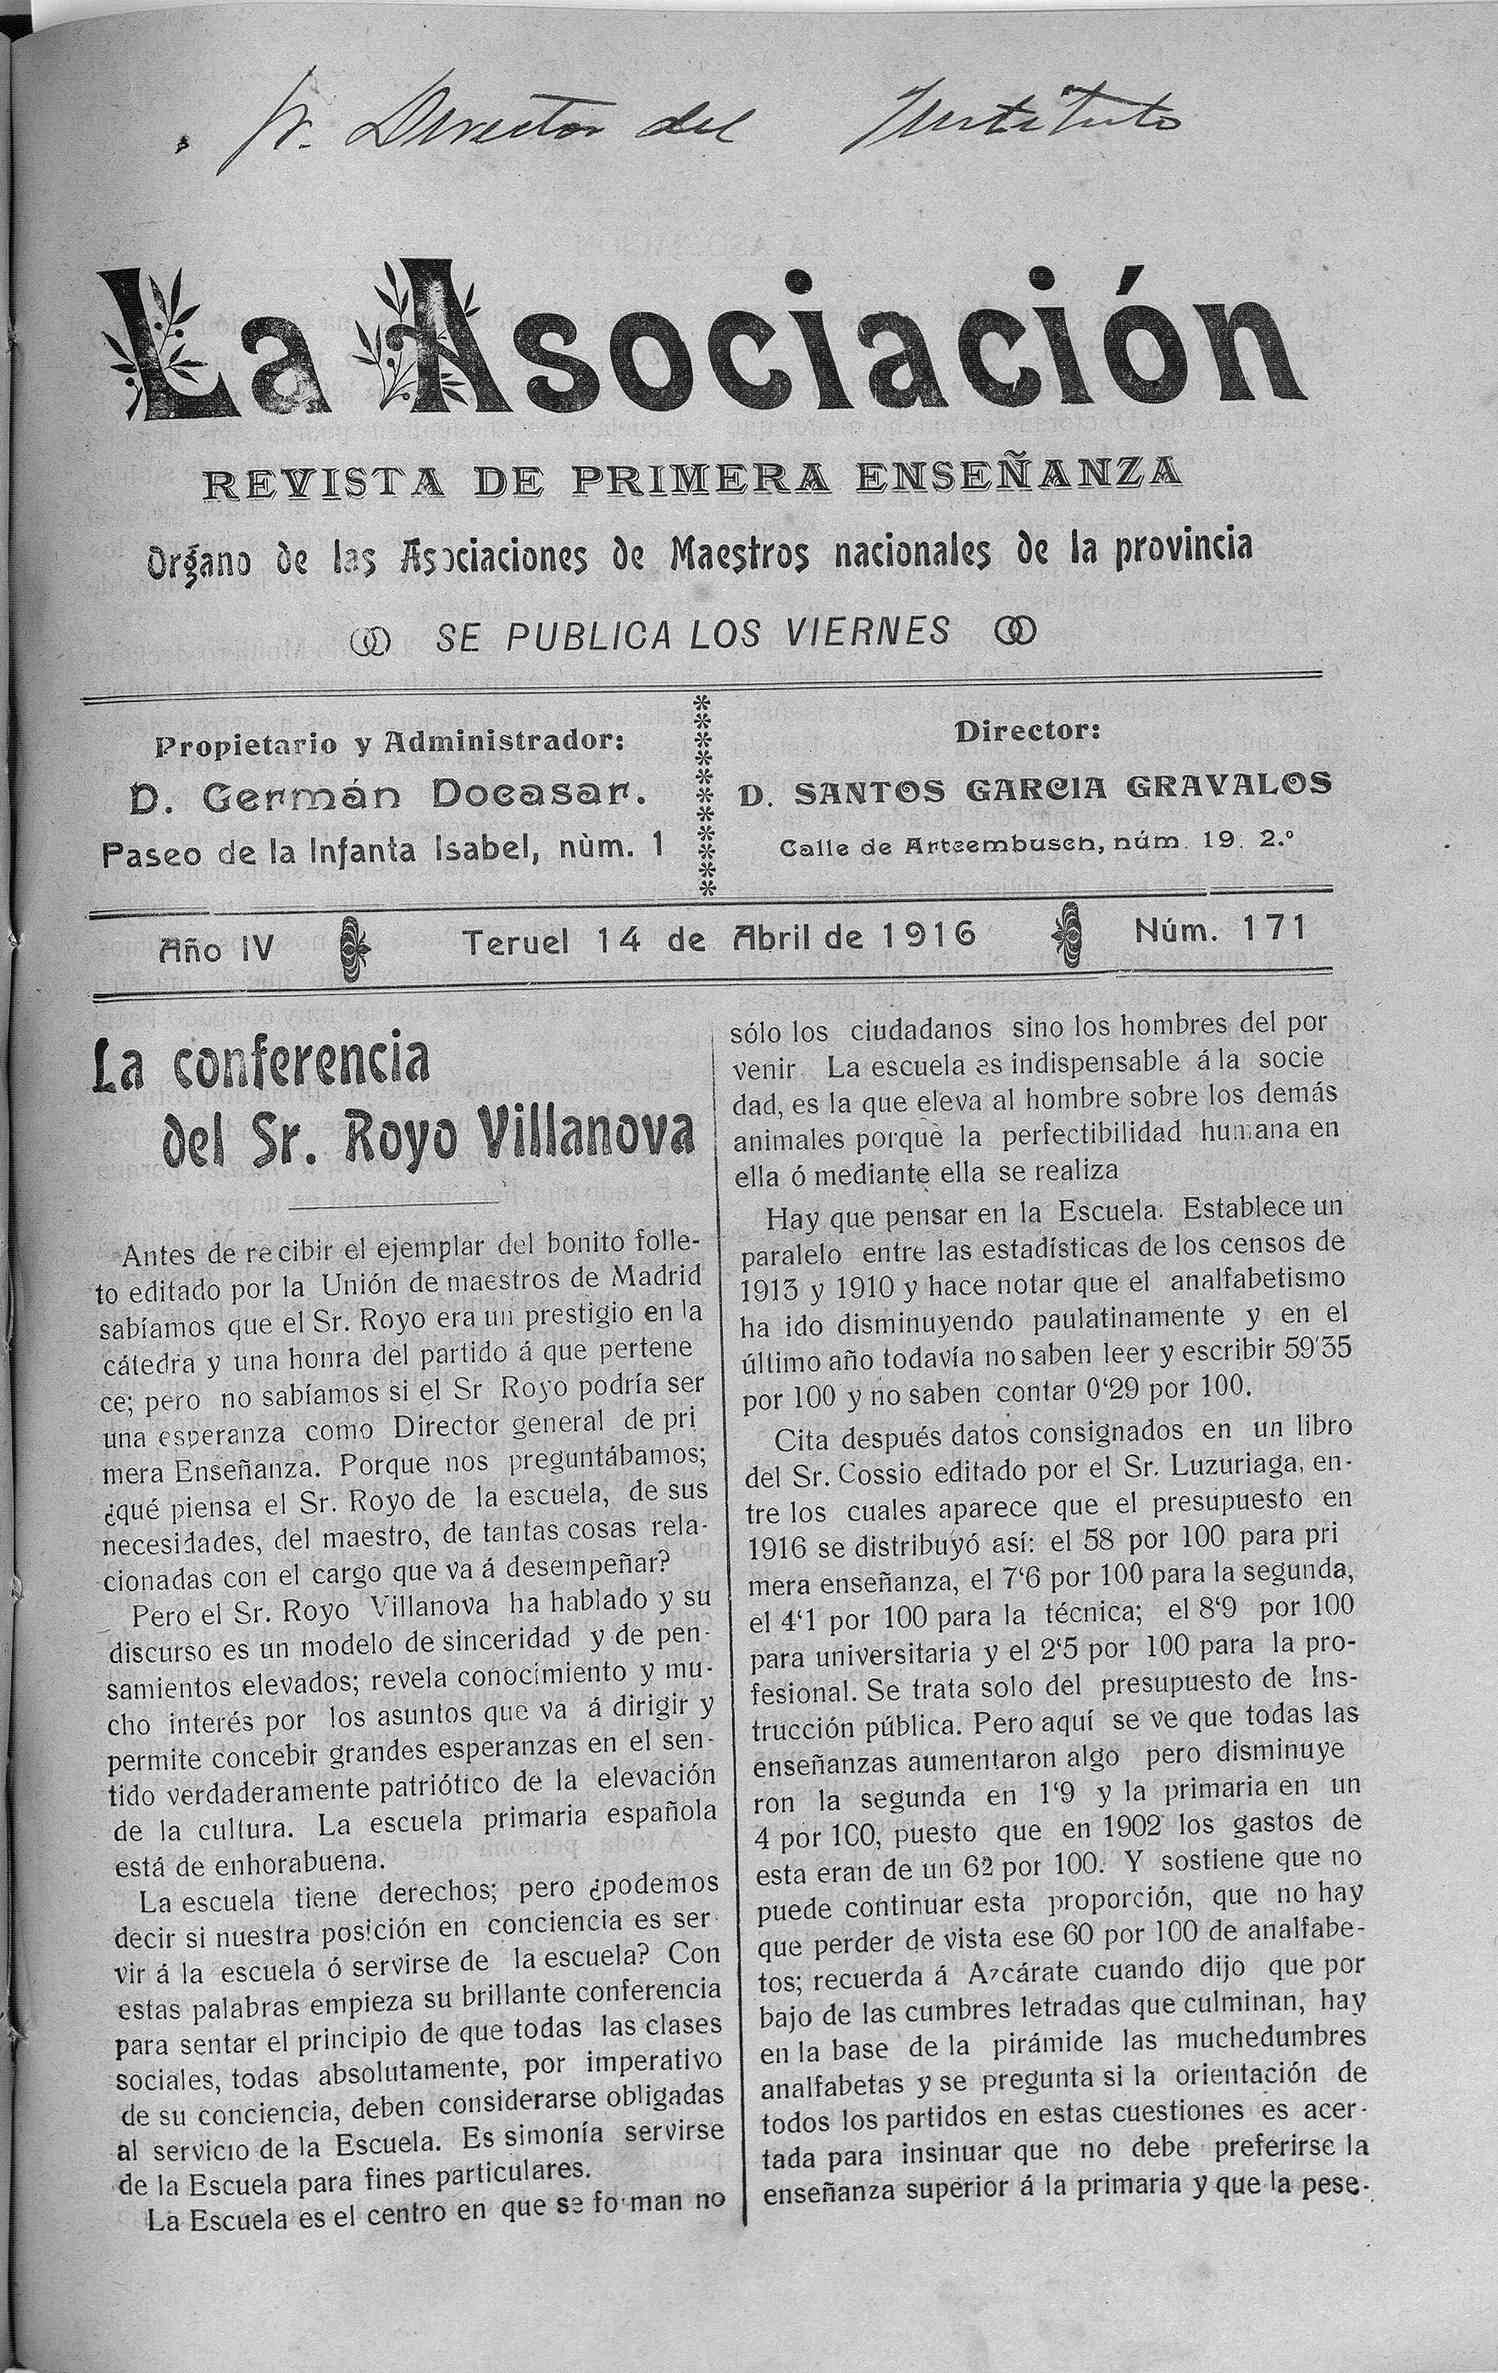 Sr. Director del Instituto
La Asociación
REVISTA DE PRIMERA ENSEÑANZA
Organo de las Asociaciones de Maestros nacionales de la provincia
SE PUBLICA LOS VIERNES
Propietario y Administrador:
D. Germán Docasar.
Paseo de la Infanta Isabel, nùm. 1
Director:
D. SANTOS GARCIA GRAVALOS
Calle de Artzembusch, núm. 19. 2.º
Año IV
Teruel 14 de Abril de 1916
Núm. 171
La conferencia
del Sr. Royo Villanova
Antes de recibir el ejemplar del bonito folle-
to editado por la Unión de maestros de Madrid
sabíamos que el Sr. Royo era un prestigio en la
cátedra y una honra del partido á que pertene
ce; pero no sabíamos si el Sr Royo podría ser
una esperanza como Director general de pri
mera Enseñanza. Porque nos preguntábamos;
¿qué piensa el Sr. Royo de la escuela, de sus
necesidades, del maestro, de tantas cosas rela-
cionadas con el cargo que va á desempeñar?
Pero el Sr. Royo Villanova ha hablado y su
discurso es un modelo de sinceridad y de pen-
samientos elevados; revela conocimiento y mu-
cho interés por los asuntos que va á dirigir y
permite concebir grandes esperanzas en el sen-
tido verdaderamente patriótico de la elevación
de la cultura. La escuela primaria española
está de enhorabuena.
La escuela tiene derechos; pero ¿podemos
decir si nuestra posición en conciencia es ser-
vir á la escuela ó servirse de la escuela? Con
estas palabras empieza su brillante conferencia
para sentar el principio de que todas las clases
sociales, todas absolutamente, por imperativo
de su conciencia, deben considerarse obligadas
al servicio de la Escuela. Es simonía servirse
de la Escuela para fines particulares.
La Escuela es el centro en que se forman no
sólo los ciudadanos sino los hombres del por
venir. La escuela es indispensable á la socie
dad, es la que eleva al hombre sobre los demás
animales porquè la perfectibilidad humana en
ella ó mediante ella se realiza
Hay que pensar en la Escuela. Establece un
paralelo entre las estadísticas de los censos de
1913 y 1910 y hace notar que el analfabetismo
ha ido disminuyendo paulatinamente y en el
último año todavía no saben leer y escribir 59'35
por 100 y no saben contar 0‘29 por 100.
Cita después datos consignados en un libro
del Sr. Cossio editado por el Sr. Luzuriaga, en-
tre los cuales aparece que el presupuesto en
1916 se distribuyó así: el 58 por 100 para pri
mera enseñanza, el 7‘6 por 100 para la segunda,
el 4‘1 por 100 para la técnica; el 8‘9 por 100
para universitaria y el 2‘5 por 100 para la pro-
fesional. Se trata solo del presupuesto de Ins-
trucción pública. Pero aquí se ve que todas las
enseñanzas aumentaron algo pero disminuye
ron la segunda en 1‘9 y la primaria en un
4 por 100, puesto que en 1902 los gastos de
esta eran de un 62 por 100. Y sostiene que no
puede continuar esta proporción, que no hay
que perder de vista ese 60 por 100 de analfabe-
tos; recuerda á Azcárate cuando dijo que por
bajo de las cumbres letradas que culminan, hay
en la base de la pirámide las muchedumbres
analfabetas y se pregunta si la orientación de
todos los partidos en estas cuestiones es acer-
tada para insinuar que no debe preferirse la
enseñanza superior á la primaria y que la pese-